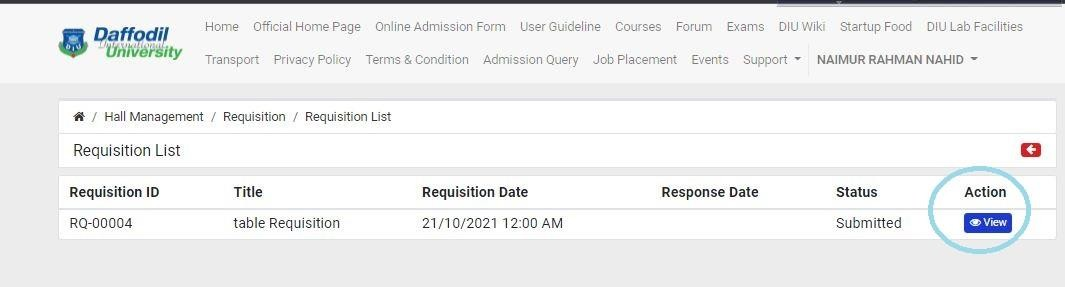 Daffodil
International
University
Home Official Home Page Online Admission Form User Guideline Courses Forum Exams DIU Wiki Startup Food DIU Lab Facilities
Transport Privacy Policy Terms & Condition Admission Query Job Placement Events Support NAIMUR RAHMAN NAHID
/ Hall Management / Requisition / Requisition List
Requisition List
Requisition ID Title Requisition Date Response Date Status Action
RQ-00004 table Requisition 21/10/2021 12:00 AM Submitted View